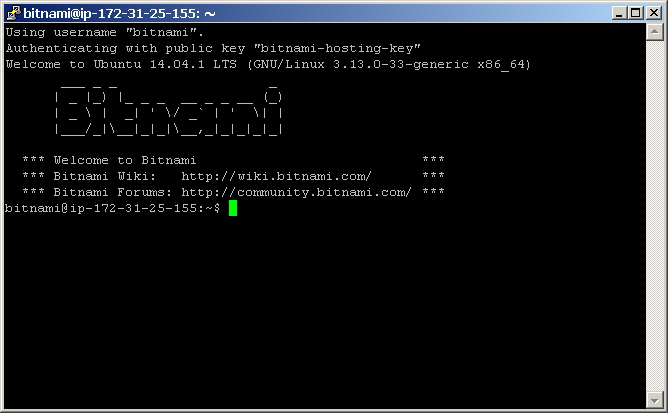 bitnami@ip-172-31-25-155: ~
Using username "bitnami".
Authenticating with public key "bitnami-hosting-key"
Welcome to Ubuntu 14.04.1 LTS (GNU/Linux 3.13.0-33-generic x86_64)
Bitnami
*** Welcome to Bitnami ***
*** Bitnami Wiki: http://wiki.bitnami.com/ ***
*** Bitnami Forums: http://community.bitnami.com/ ***
bitnami@ip-172-31-25-155:~$